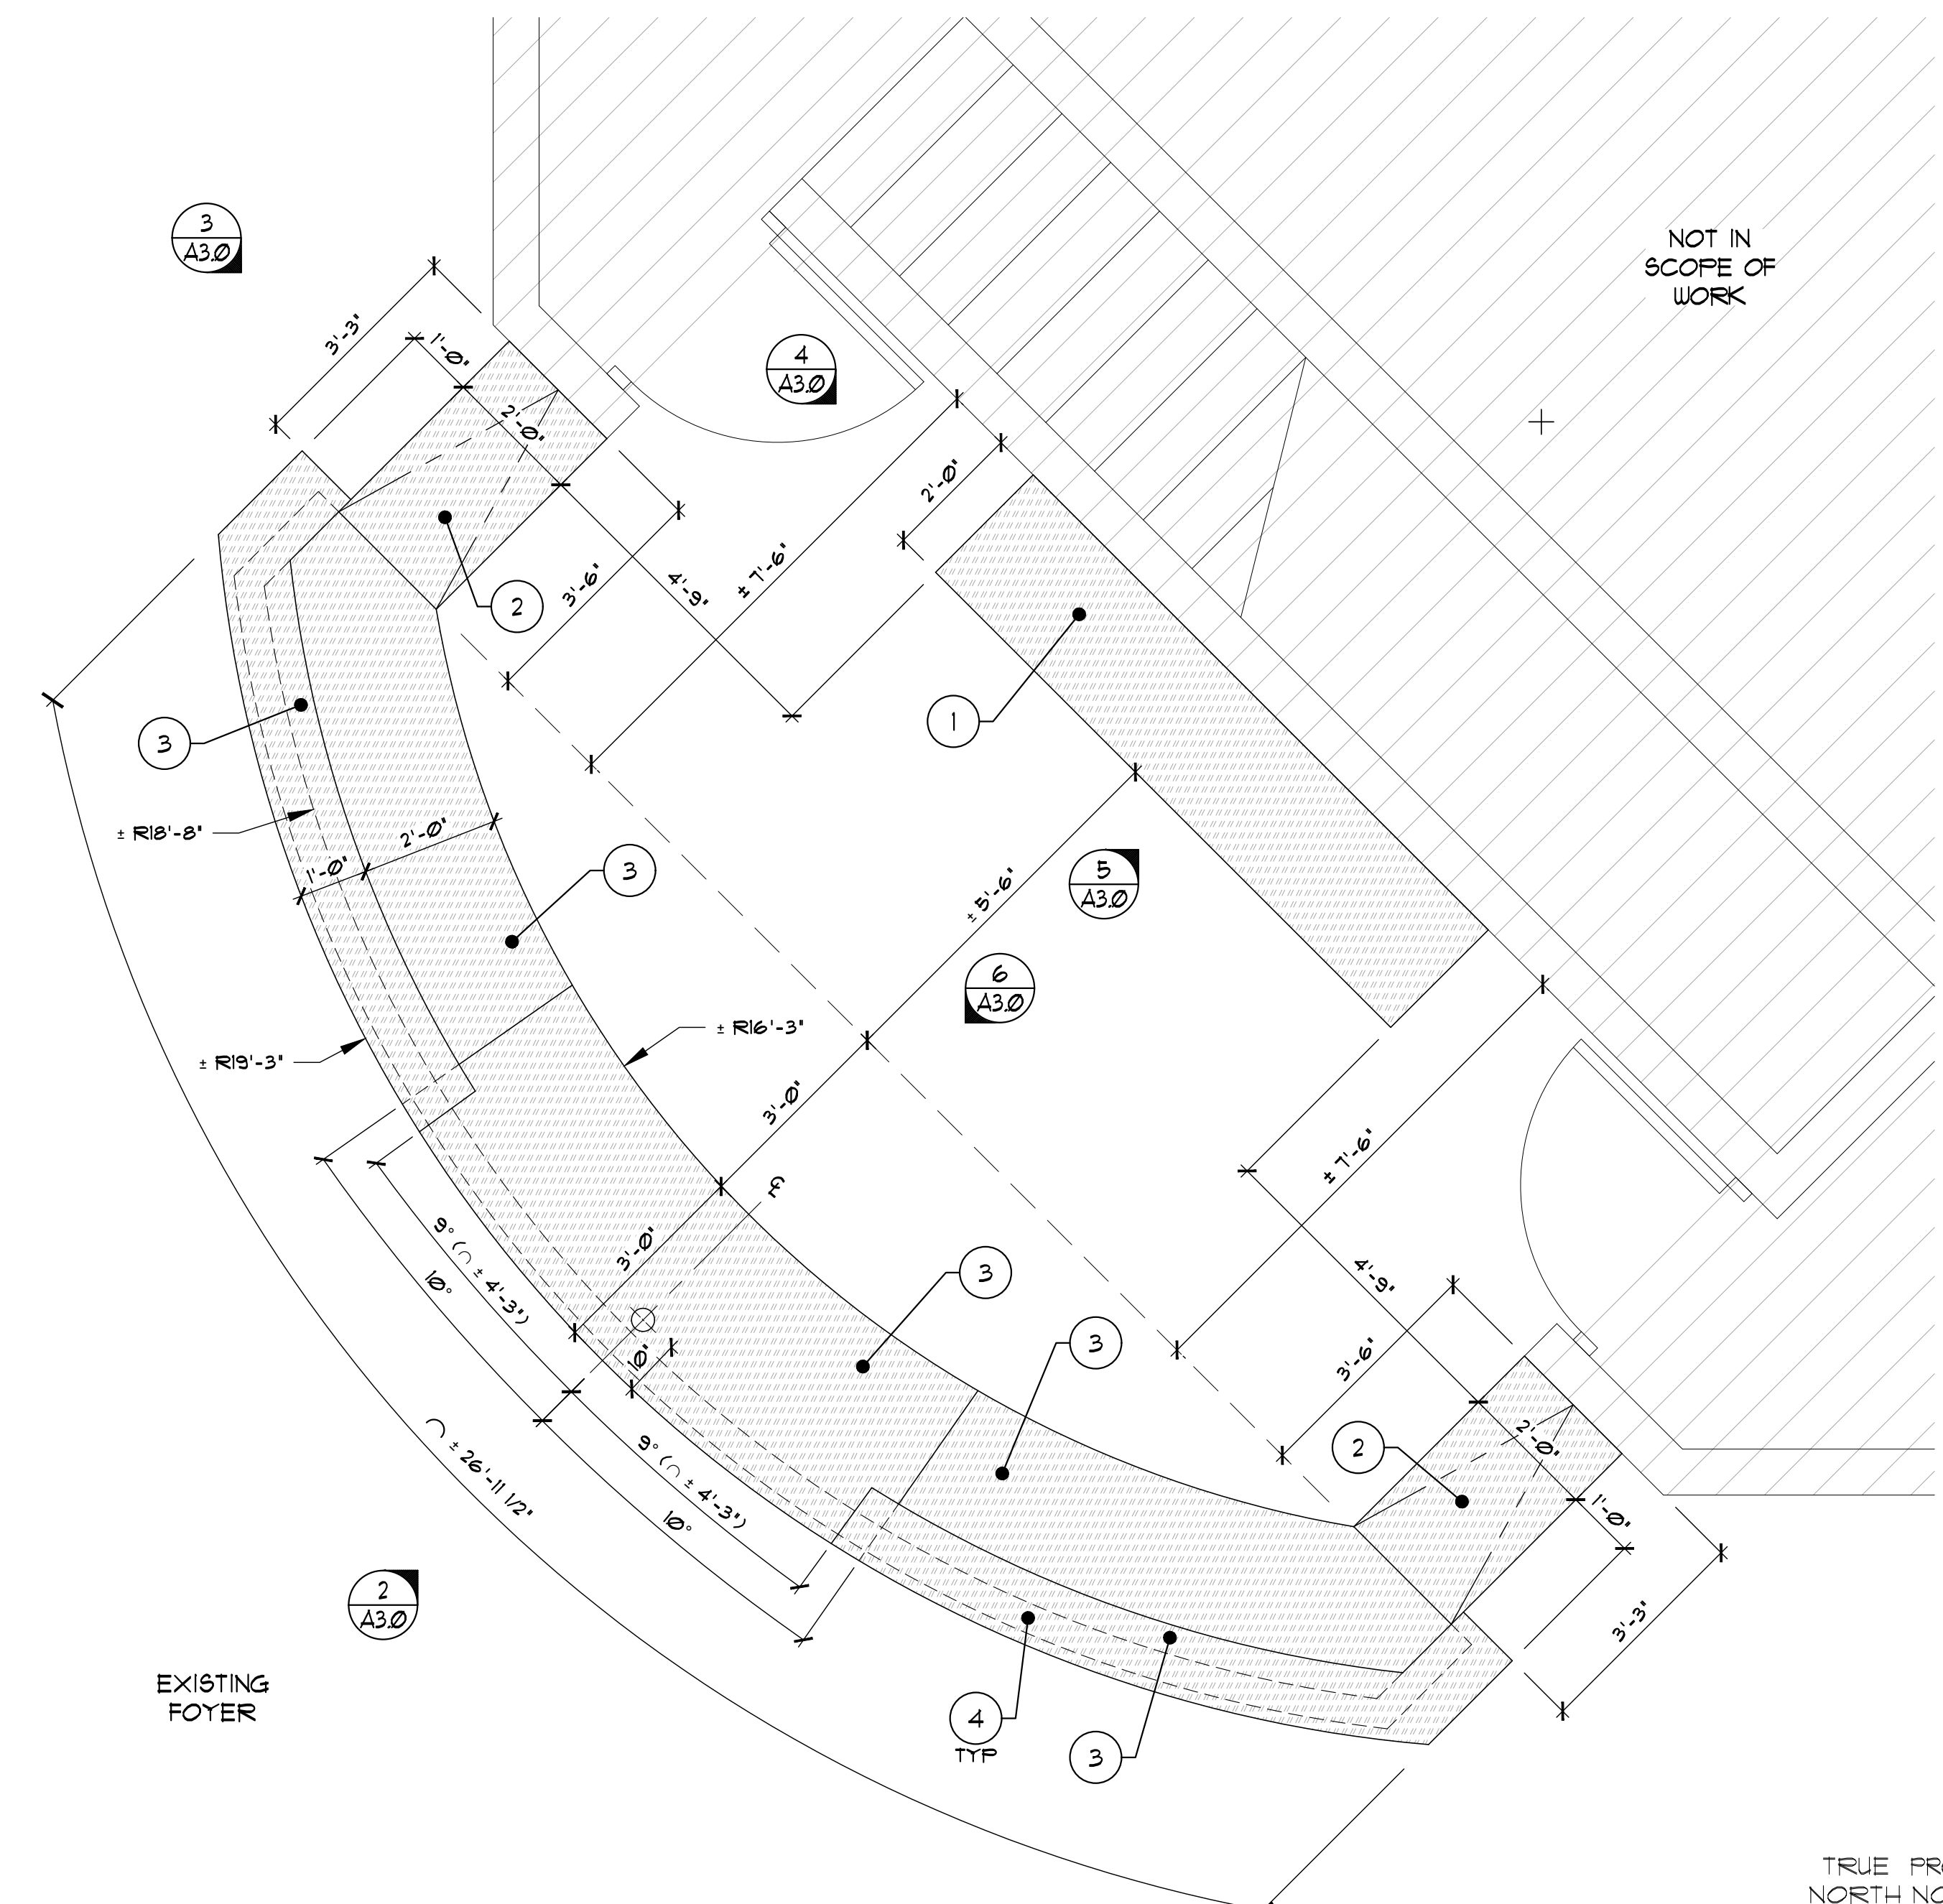 3
A3.0
NOT IN
SCOPE OF
WORK
3'-3"
1'-0"
4
A3.0
2'-0"
2'-0"
3'-6"
4'-9"
± 7'-6"
2
1
3
± R18'-8"
2'-0"
1'-0"
3
5
A3.0
± 5'-6"
6
A3.0
± R16'-3"
± R19'-3"
3'-0"
± 7'-6"
9° (⌒ ± 4'-3")
10°
3'-0"
3
4'-9"
3
3'-6"
10"
⌒ ± 26'-11 1/2"
9° (⌒ ± 4'-3")
10°
2
2'-0"
1'-0"
2
A3.0
3'-3"
EXISTING
FOYER
4
TYP
3
TRUE
NORTH